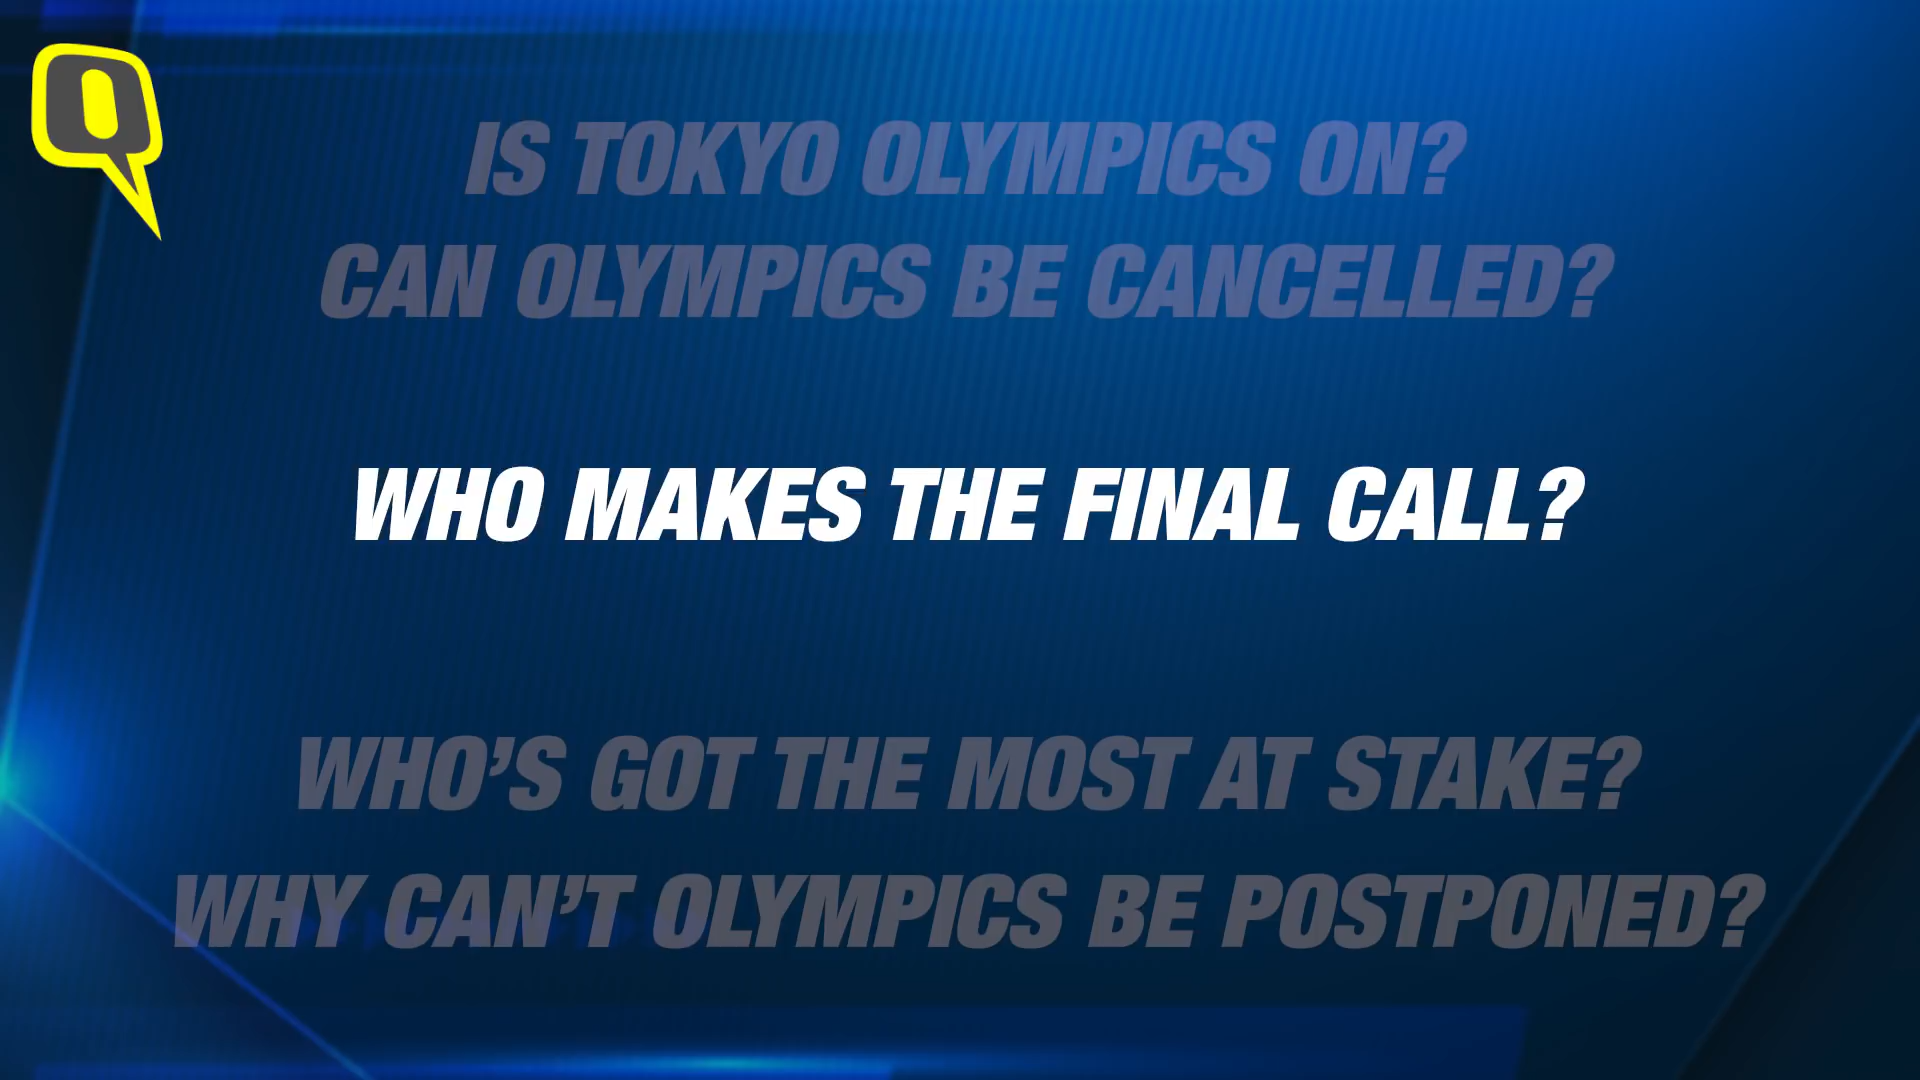 Q
IS TOKYO OLYMPICS ON?
CAN OLYMPICS BE CANCELLED?
WHO MAKES THE FINAL CALL?
WHO'S GOT THE MOST AT STAKE?
WHY CAN'T OLYMPICS BE POSTPONED?